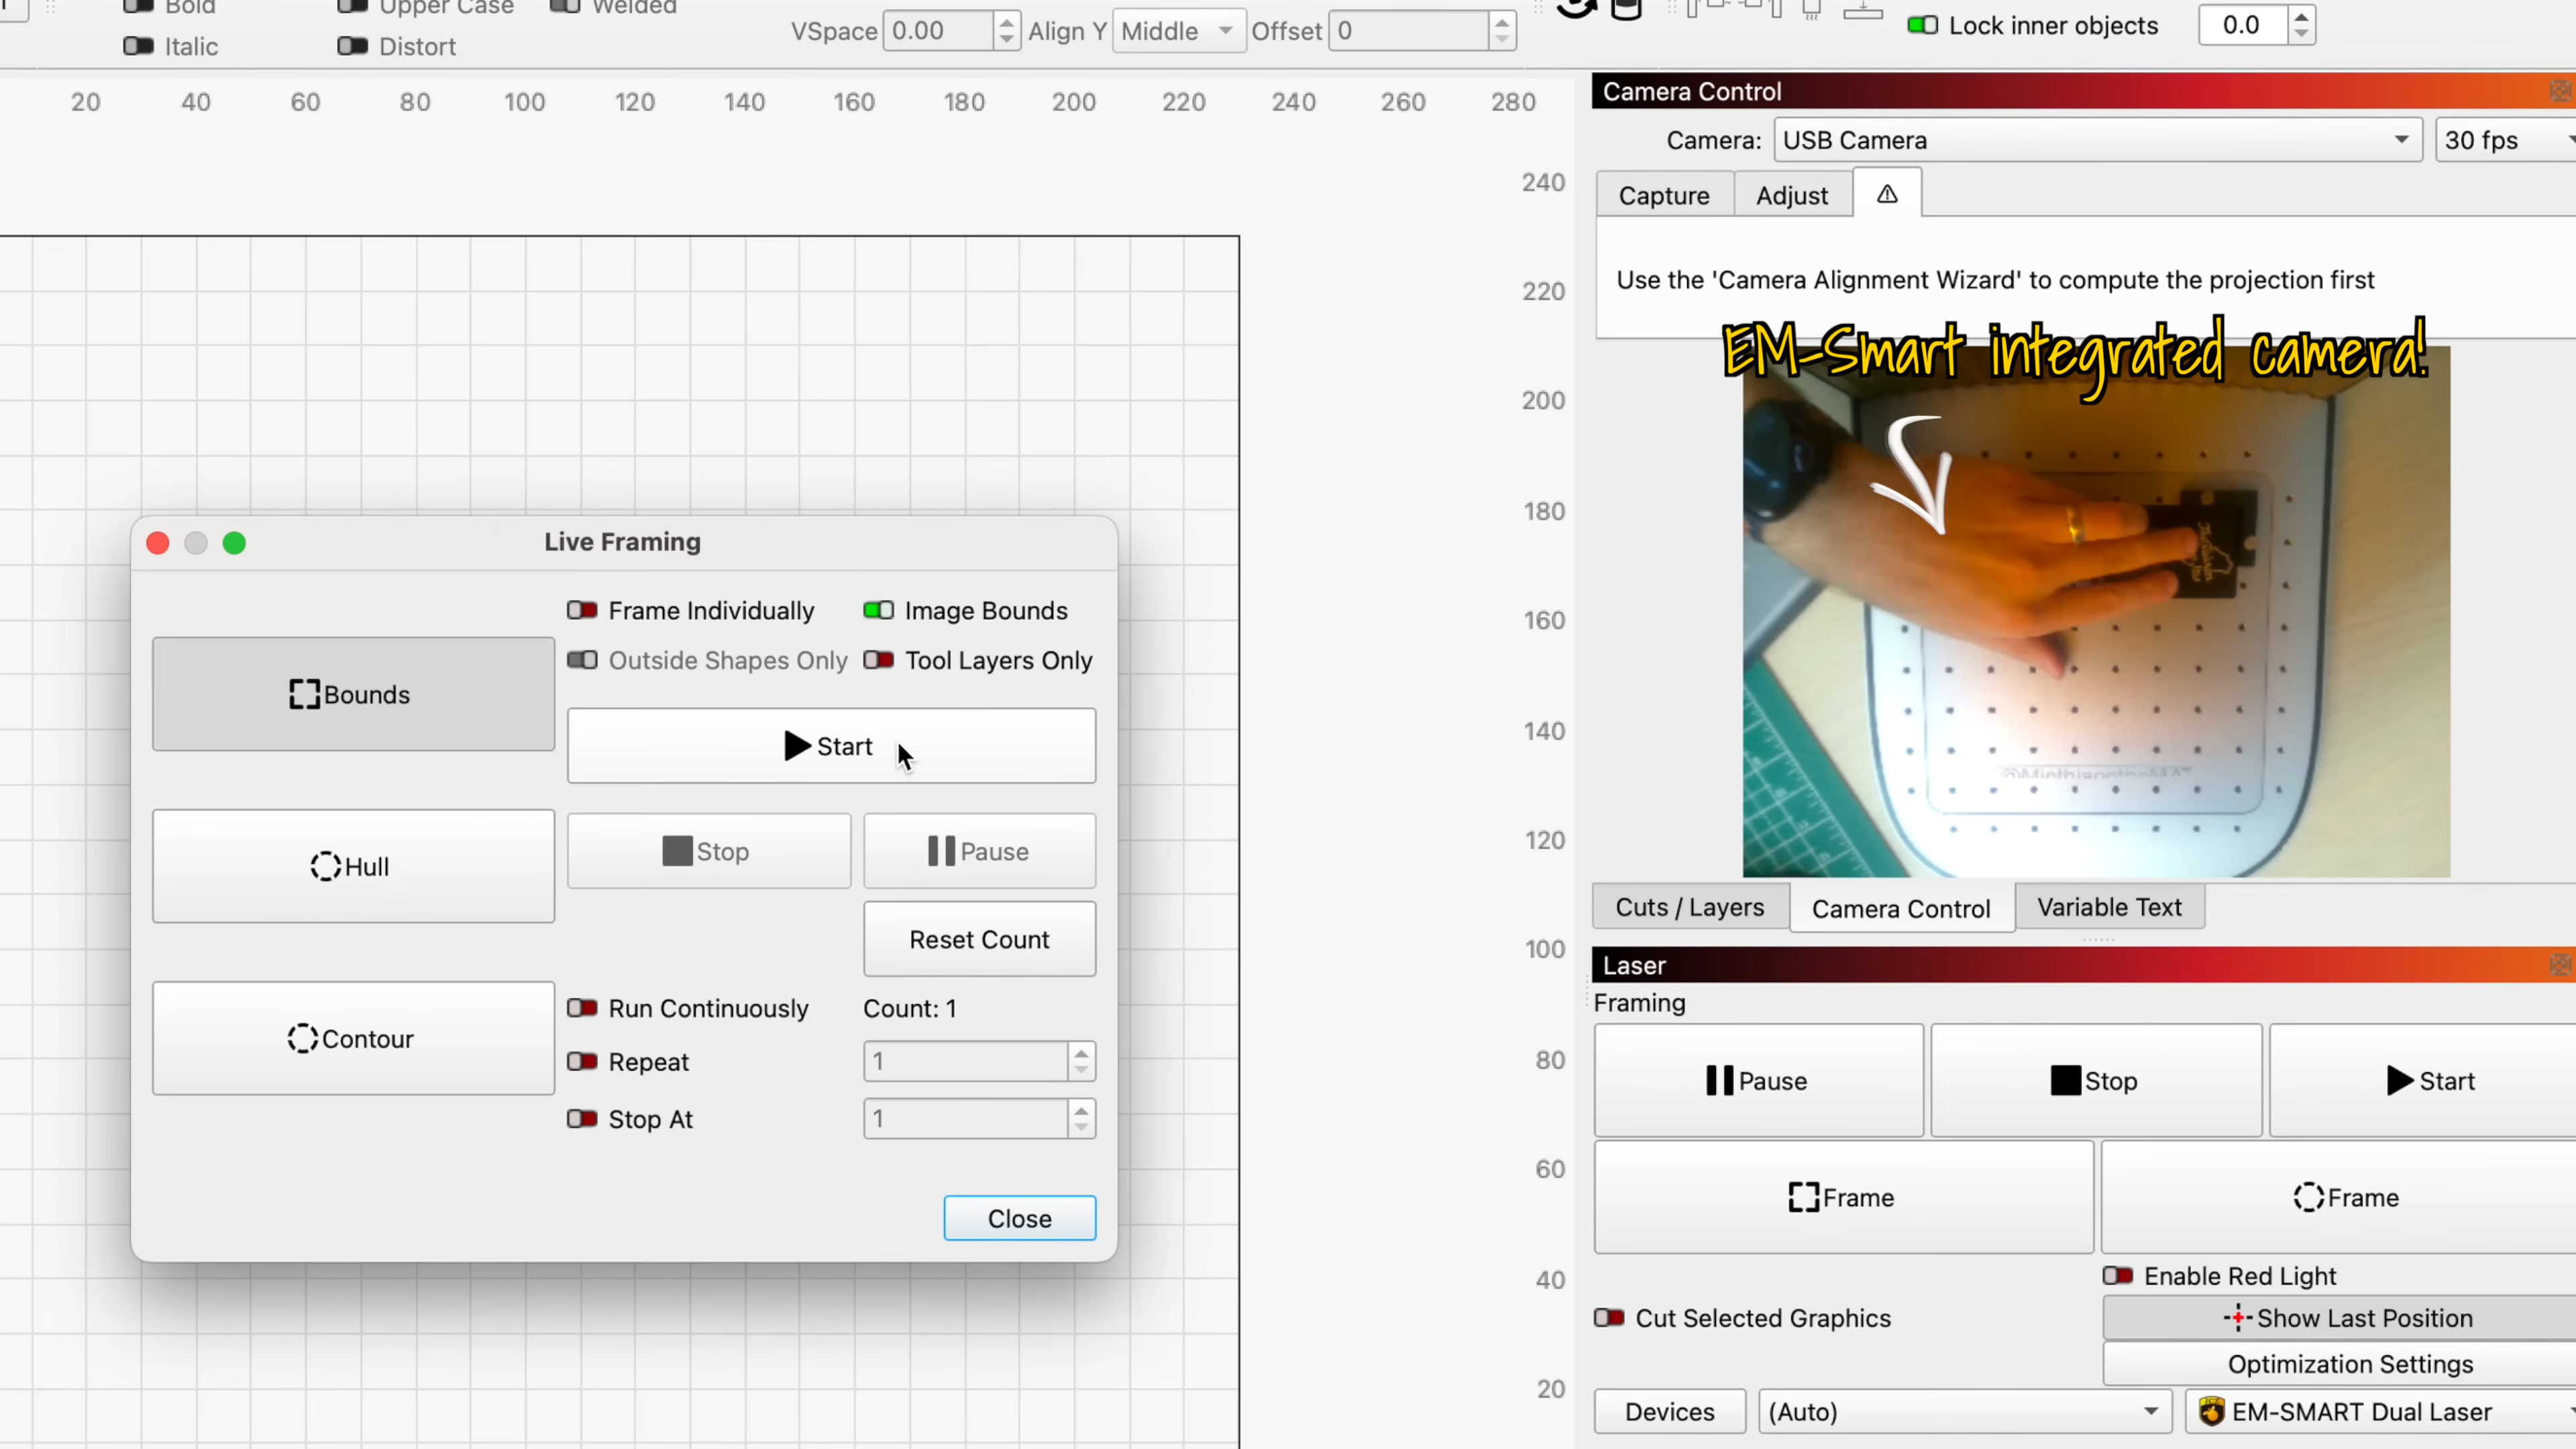 Bold
Upper Case
Welded
Italic
Distort
VSpace 0.00 Align Y Middle Offset 0
Lock inner objects 0.0
20 40 60 80 100 120 140 160 180 200 220 240 260 280
Camera Control
Camera: USB Camera 30 fps
Capture Adjust
Use the 'Camera Alignment Wizard' to compute the projection first
EM-Smart integrated camera!
240
220
200
180
160
140
120
100
80
60
40
20
Live Framing
Frame Individually Image Bounds
Outside Shapes Only Tool Layers Only
Bounds
Start
Hull
Stop Pause
Reset Count
Contour
Run Continuously Count: 1
Repeat 1
Stop At 1
Close
Cuts / Layers Camera Control Variable Text
Laser
Framing
Pause Stop Start
Frame Frame
Enable Red Light
Cut Selected Graphics Show Last Position
Optimization Settings
Devices (Auto) EM-SMART Dual Laser